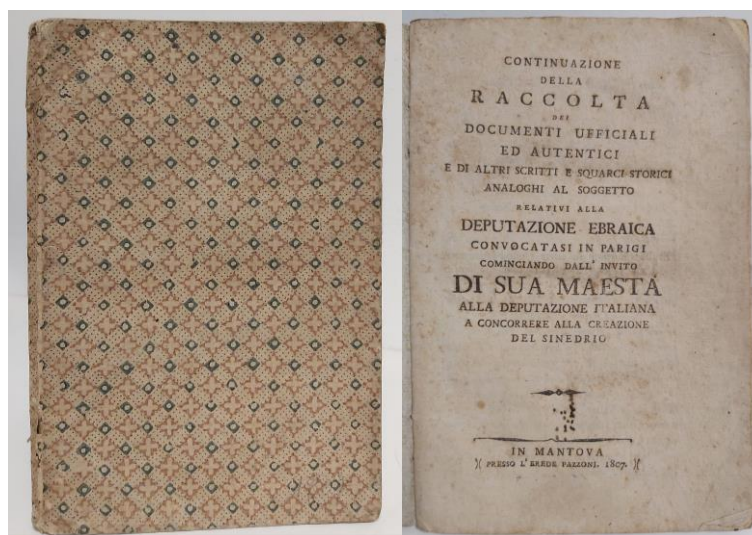 CONTINUAZIONE
DELLA
RACCOLTA
DEI
DOCUMENTI UFFICIALI
ED AUTENTICI
E DI ALTRI SCRITTI E SQUARCI STORICI
ANALOGHI AL SOGGETTO
RELATIVI ALLA
DEPUTAZIONE EBRAICA
CONVOCATASI IN PARIGI
COMINCIANDO DALL' INVITO
DI SUA MAESTÀ
ALLA DEPUTAZIONE ITALIANA
A CONCORRERE ALLA CREAZIONE
DEL SINEDRIO
IN MANTOVA
)( PRESSO L'EREDE PAZZONI. 1807. )(